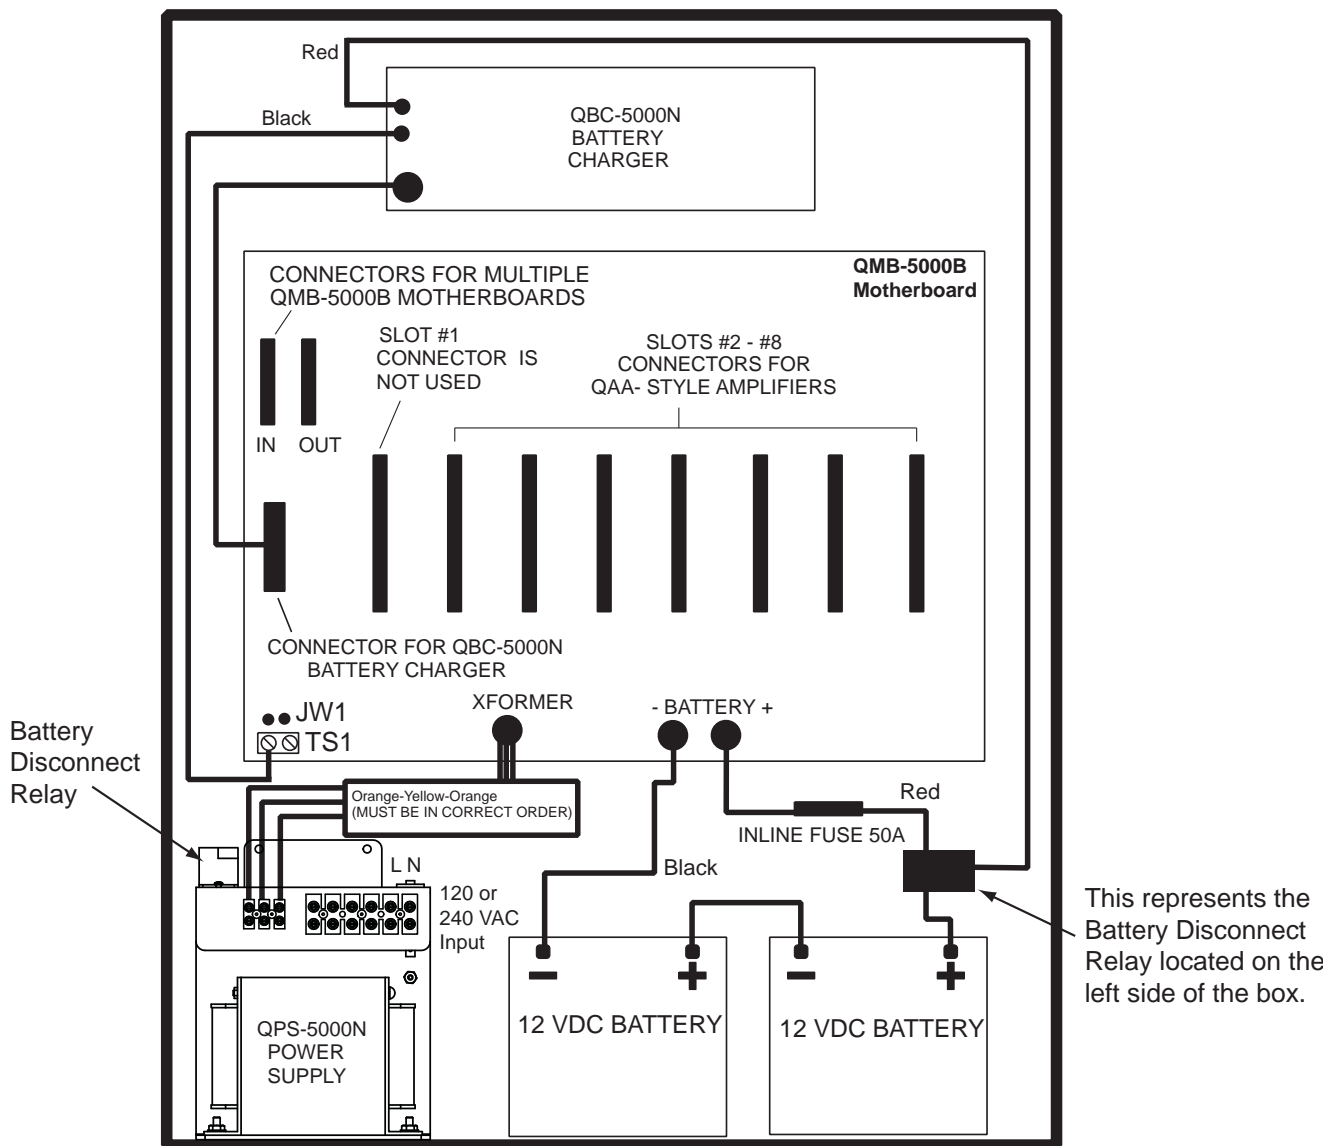 Red
Black
QBC-5000N
BATTERY
CHARGER
QMB-5000B
Motherboard
CONNECTORS FOR MULTIPLE
QMB-5000B MOTHERBOARDS
SLOT #1
CONNECTOR IS
NOT USED
SLOTS #2 - #8
CONNECTORS FOR
QAA- STYLE AMPLIFIERS
IN OUT
CONNECTOR FOR QBC-5000N
BATTERY CHARGER
JW1
TS1
XFORMER
- BATTERY +
Battery
Disconnect
Relay
Orange-Yellow-Orange
(MUST BE IN CORRECT ORDER)
Red
INLINE FUSE 50A
Black
L N
120 or
240 VAC
Input
This represents the
Battery Disconnect
Relay located on the
left side of the box.
QPS-5000N
POWER
SUPPLY
12 VDC BATTERY
12 VDC BATTERY